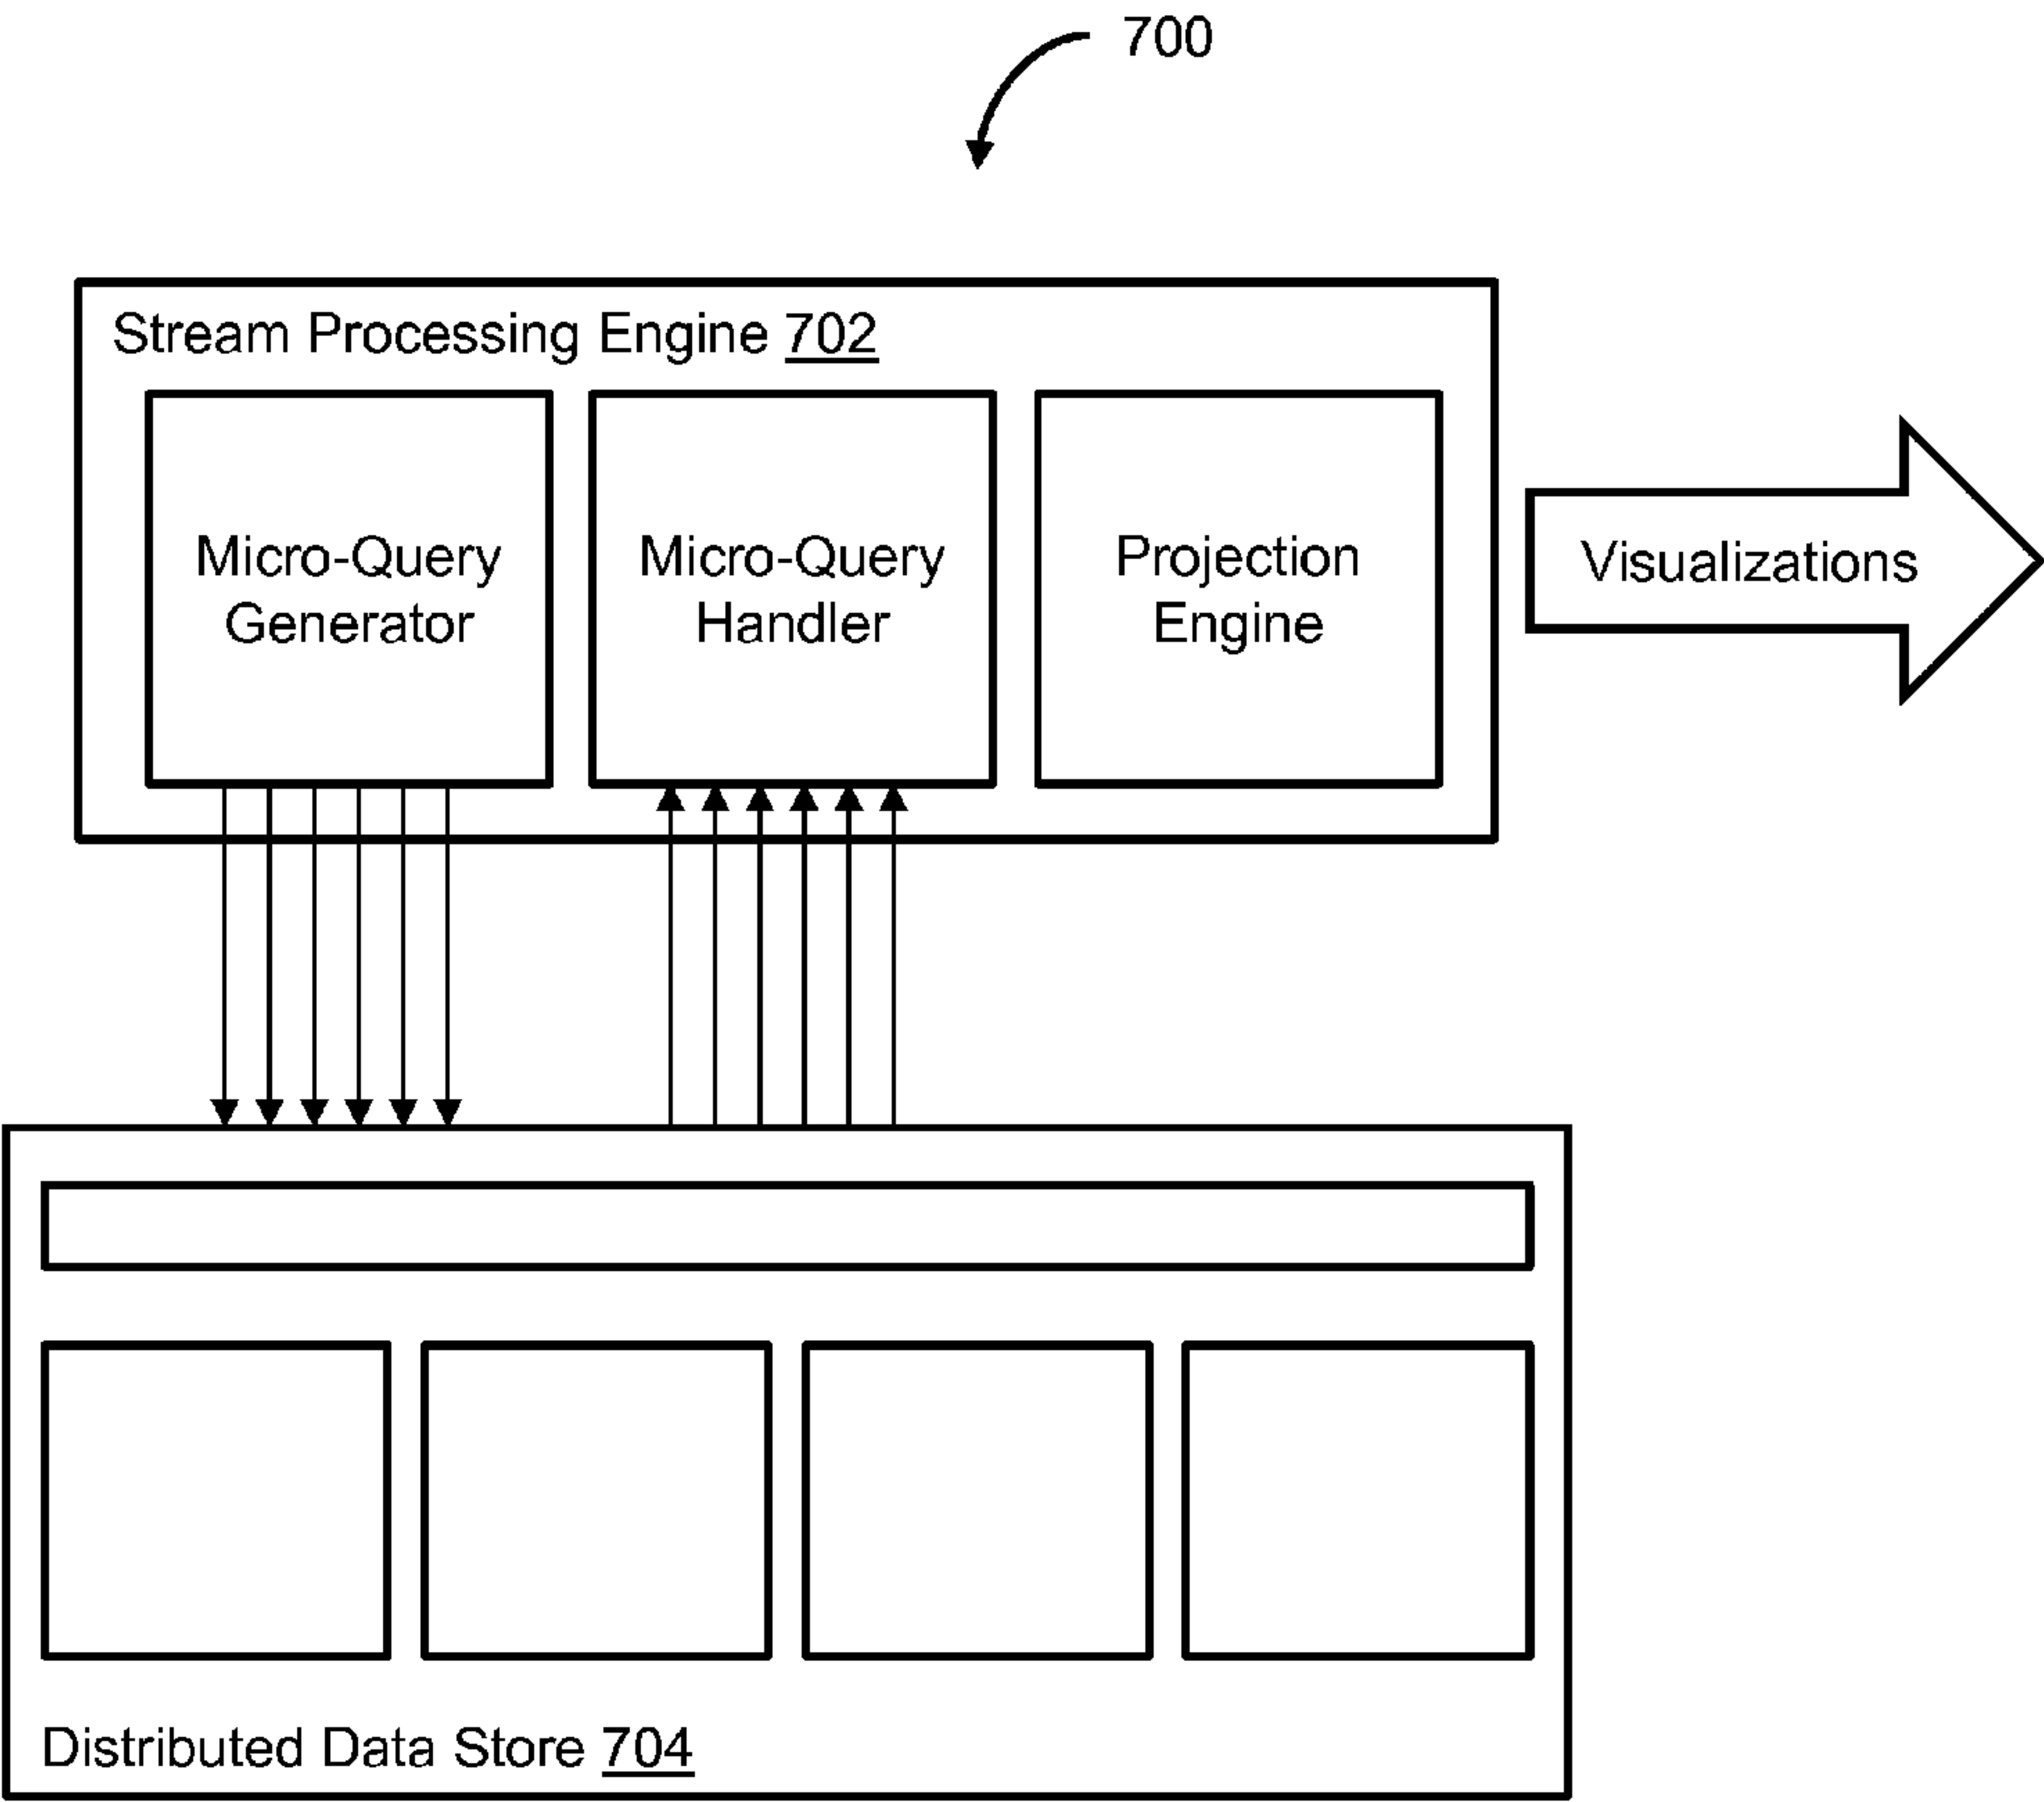 700
Stream Processing Engine 702
Micro-Query
Generator
Micro-Query
Handler
Projection
Engine
Visualizations
Distributed Data Store 704